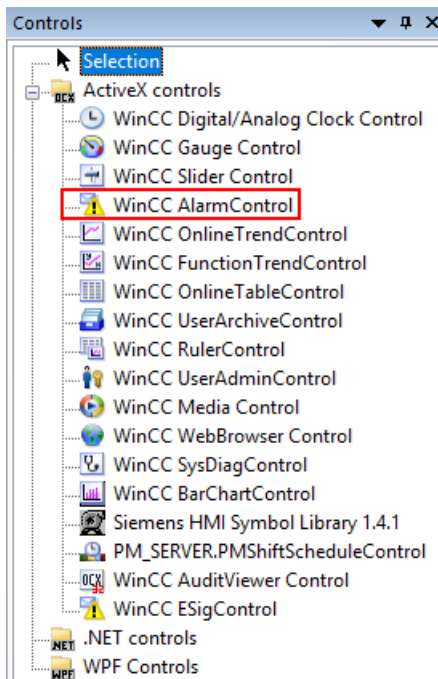 Controls
Selection
ActiveX controls
WinCC Digital/Analog Clock Control
WinCC Gauge Control
WinCC Slider Control
WinCC AlarmControl
WinCC OnlineTrendControl
WinCC FunctionTrendControl
WinCC OnlineTableControl
WinCC UserArchiveControl
WinCC RulerControl
WinCC UserAdminControl
WinCC Media Control
WinCC WebBrowser Control
WinCC SysDiagControl
WinCC BarChartControl
Siemens HMI Symbol Library 1.4.1
PM_SERVER.PMShiftScheduleControl
WinCC AuditViewer Control
WinCC ESigControl
.NET controls
WPF Controls